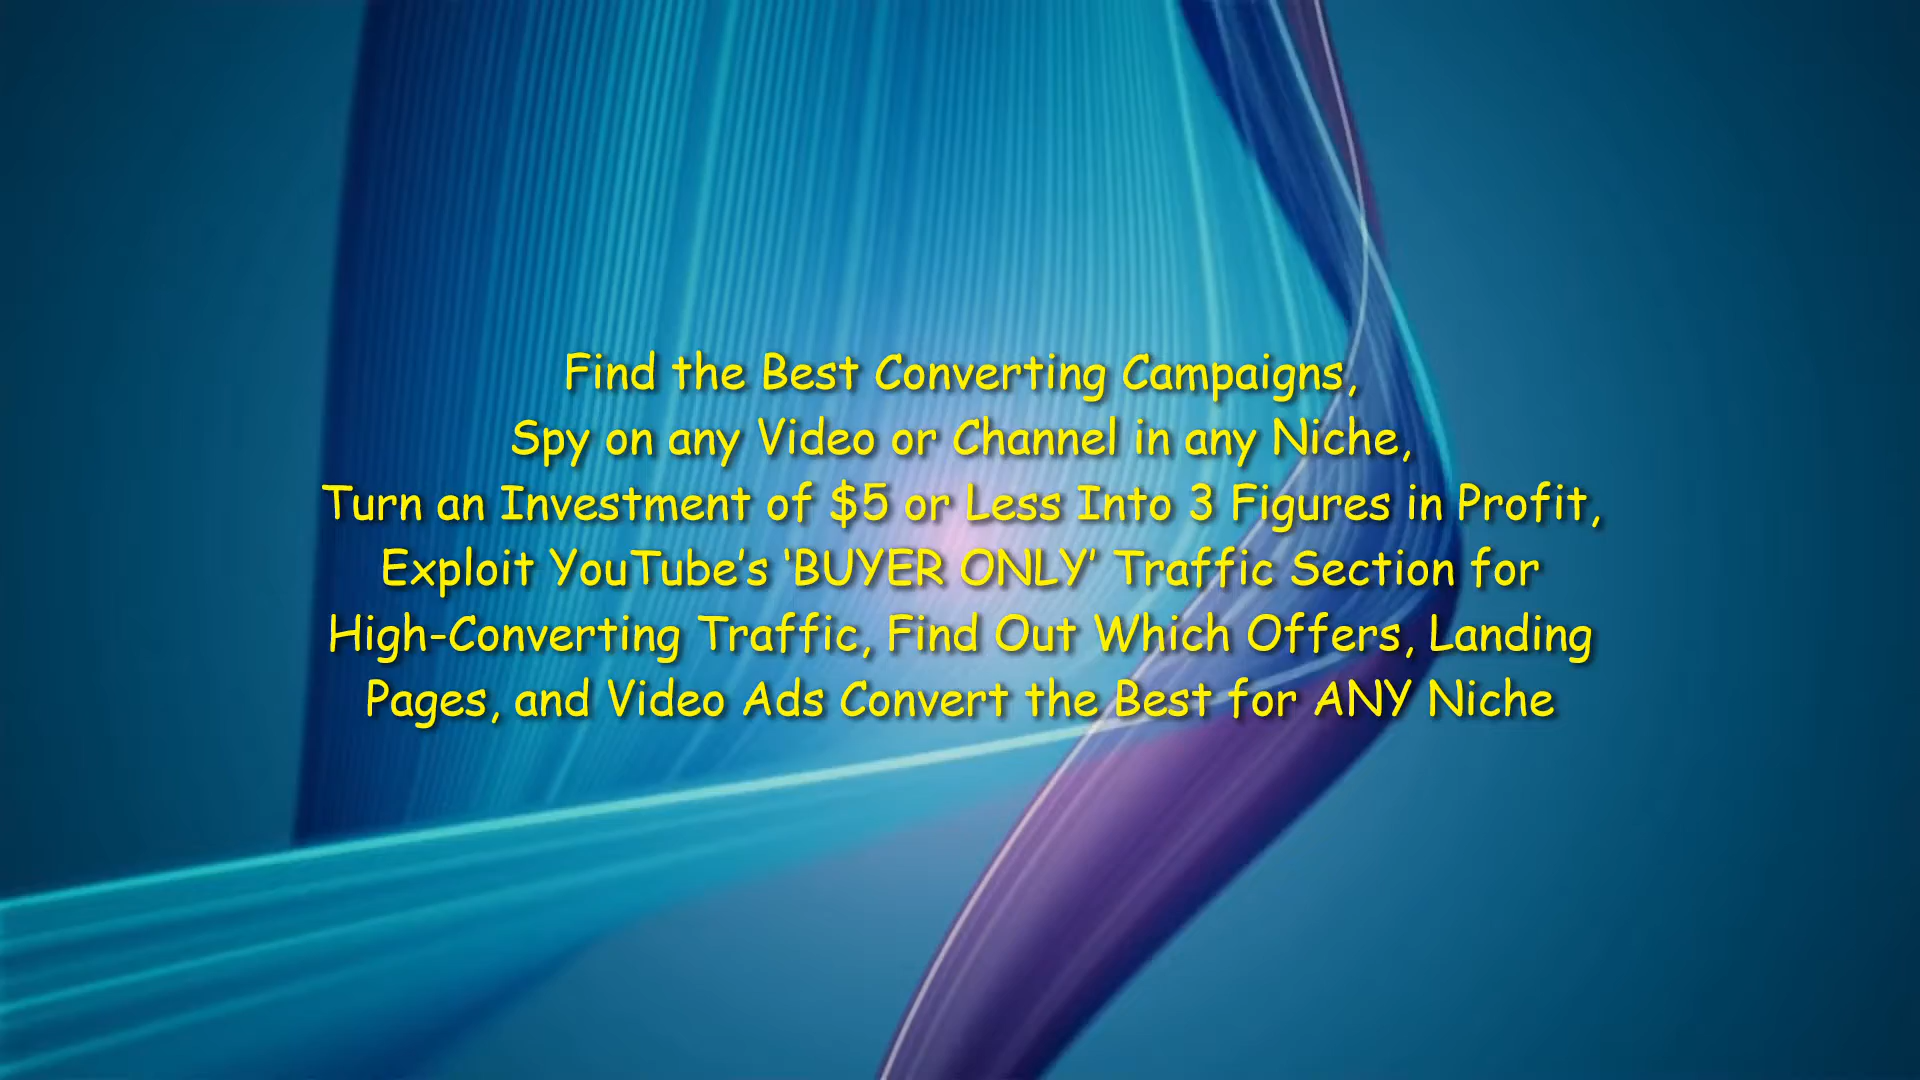 Find the Best Converting Campaigns,
Spy on any Video or Channel in any Niche,
Turn an Investment of $5 or Less Into 3 Figures in Profit,
Exploit YouTube’s ‘BUYER ONLY’ Traffic Section for
High-Converting Traffic, Find Out Which Offers, Landing
Pages, and Video Ads Convert the Best for ANY Niche